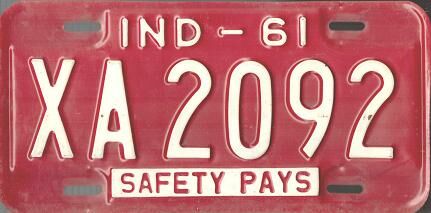 IND - 61
XA 2092
SAFETY PAYS